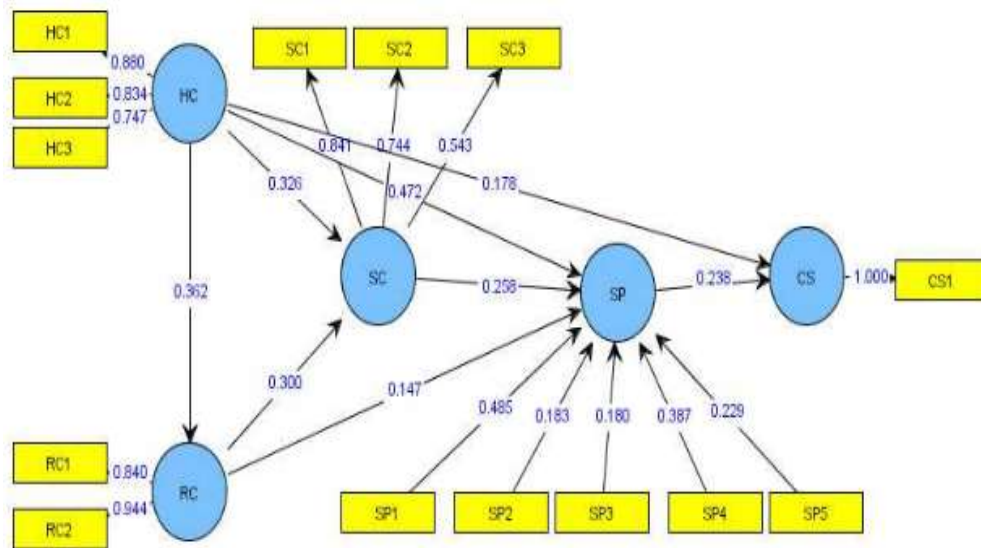 HC1
SC1
SC2
SC3
0.880
HC2
0.834
HC
0.747
HC3
0.841
0.744
0.543
0.326
0.472
0.178
SC
0.362
0.258
SP
0.238
CS
1.000
CS1
0.300
0.147
0.485
0.183
0.180
0.387
0.229
RC1
0.840
RC
0.944
RC2
SP1
SP2
SP3
SP4
SP5